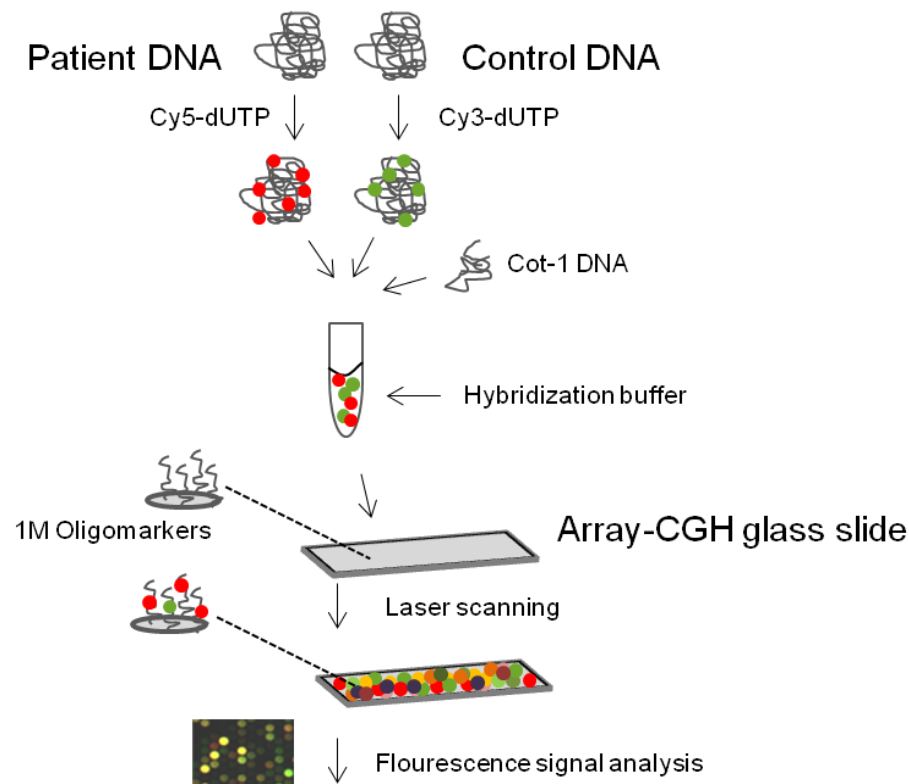 Patient DNA
Control DNA
Cy5-dUTP
Cy3-dUTP
Cot-1 DNA
Hybridization buffer
1M Oligomarkers
Array-CGH glass slide
Laser scanning
Flourescence signal analysis